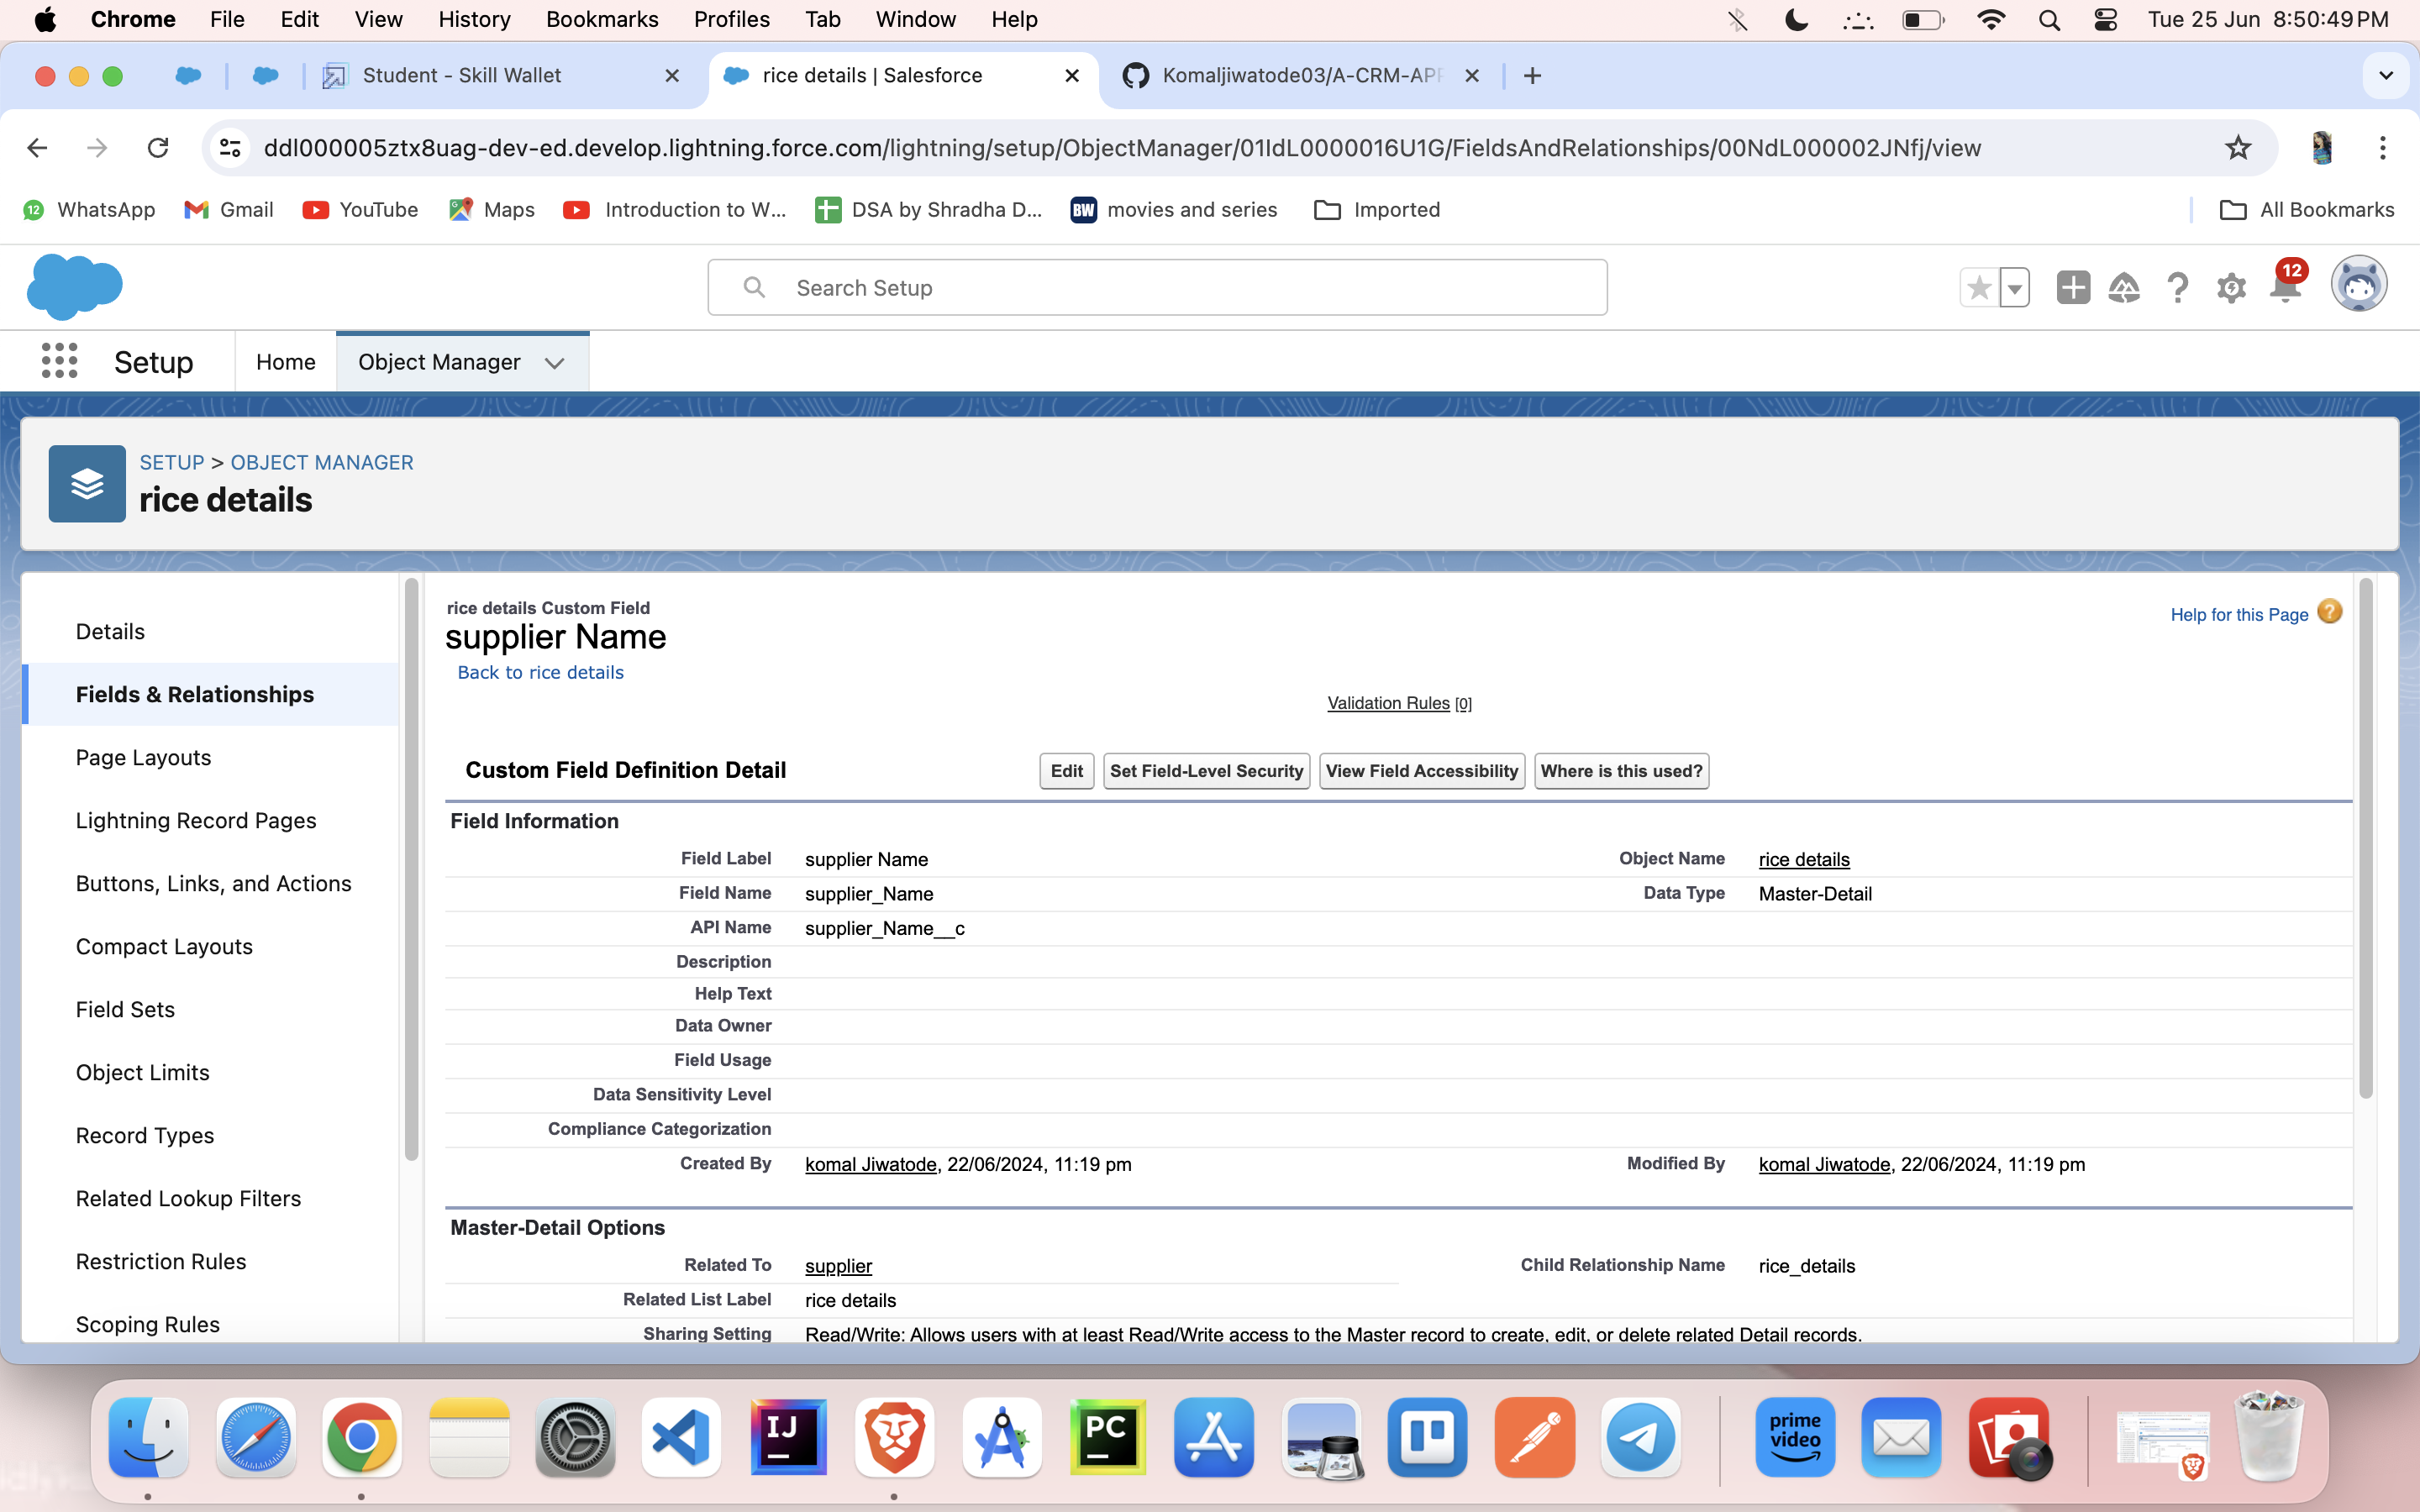 Chrome File Edit View History Bookmarks Profiles Tab Window Help Tue 25 Jun 8:50:49 PM
Student - Skill Wallet rice details | Salesforce Komaljiwatode03/A-CRM-APP
ddl000005ztx8uag-dev-ed.develop.lightning.force.com/lightning/setup/ObjectManager/01IdL0000016U1G/FieldsAndRelationships/00NdL000002JNfj/view
12 WhatsApp Gmail YouTube Maps Introduction to W... DSA by Shradha D... BW movies and series Imported All Bookmarks
Search Setup 12
Setup Home Object Manager
SETUP > OBJECT MANAGER
rice details
Details
Fields & Relationships
Page Layouts
Lightning Record Pages
Buttons, Links, and Actions
Compact Layouts
Field Sets
Object Limits
Record Types
Related Lookup Filters
Restriction Rules
Scoping Rules
rice details Custom Field
supplier Name
Back to rice details
Help for this Page ?
Validation Rules [0]
Custom Field Definition Detail Edit Set Field-Level Security View Field Accessibility Where is this used?
Field Information
Field Label supplier Name Object Name rice details
Field Name supplier_Name Data Type Master-Detail
API Name supplier_Name__c
Description
Help Text
Data Owner
Field Usage
Data Sensitivity Level
Compliance Categorization
Created By komal Jiwatode, 22/06/2024, 11:19 pm Modified By komal Jiwatode, 22/06/2024, 11:19 pm
Master-Detail Options
Related To supplier Child Relationship Name rice_details
Related List Label rice details
Sharing Setting Read/Write: Allows users with at least Read/Write access to the Master record to create, edit, or delete related Detail records.
IJ PC prime video